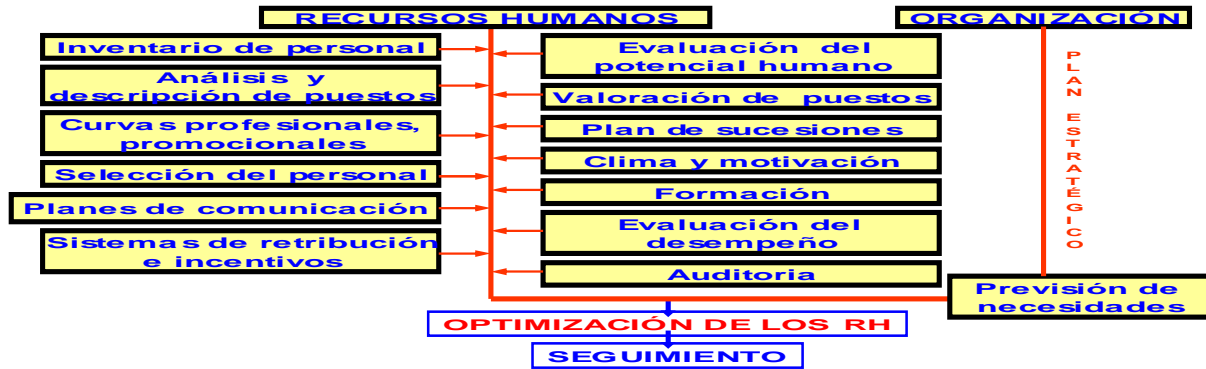 RECURSOS HUMANOS
ORGANIZACIÓN
Inventario de personal
Análisis y
descripción de puestos
Curvas profesionales,
promocionales
Selección del personal
Planes de comunicación
Sistemas de retribución
e incentivos
Evaluación del
potencial humano
Valoración de puestos
Plan de sucesiones
Clima y motivación
Formación
Evaluación del
desempeño
Auditoria
PLAN ESTRATÉGICO
Previsión de
necesidades
OPTIMIZACIÓN DE LOS RH
SEGUIMIENTO